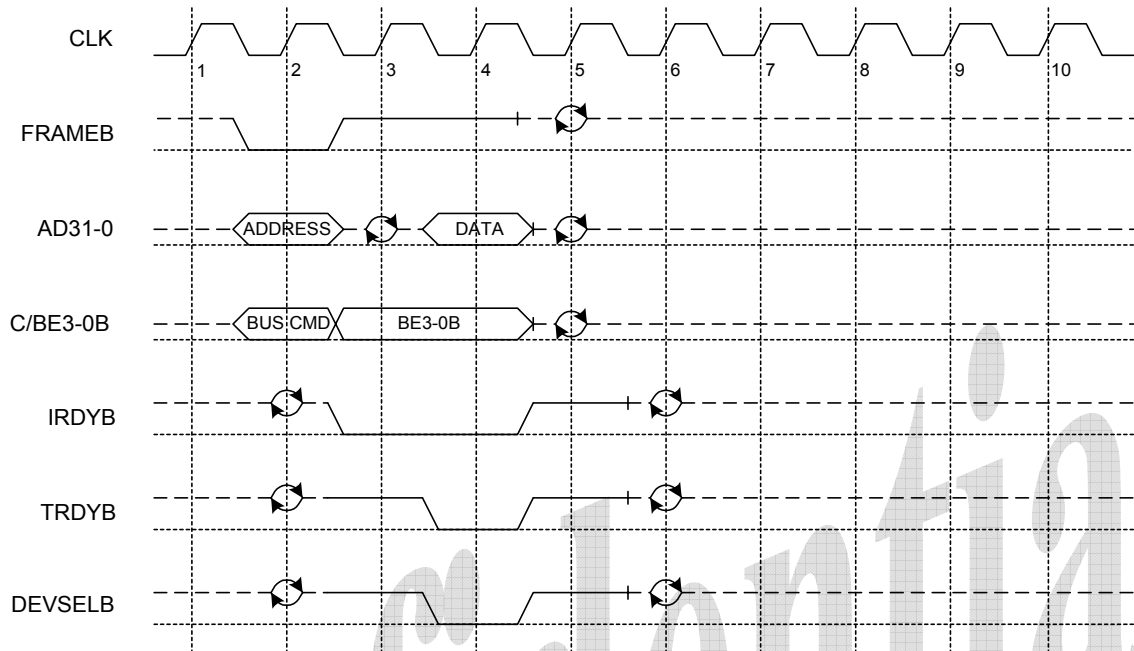 CLK
1 2 3 4 5 6 7 8 9 10
FRAMEB
AD31-0
ADDRESS DATA
C/BE3-0B
BUS CMD BE3-0B
IRDYB
TRDYB
DEVSELB